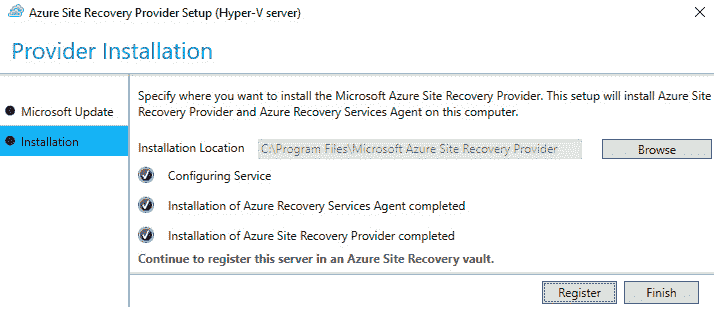 Azure Site Recovery Provider Setup (Hyper-V server)
Provider Installation
Microsoft Update
Installation
Specify where you want to install the Microsoft Azure Site Recovery Provider. This setup will install Azure Site
Recovery Provider and Azure Recovery Services Agent on this computer.
Installation Location C:\Program Files\Microsoft Azure Site Recovery Provider Browse
Configuring Service
Installation of Azure Recovery Services Agent completed
Installation of Azure Site Recovery Provider completed
Continue to register this server in an Azure Site Recovery vault.
Register Finish